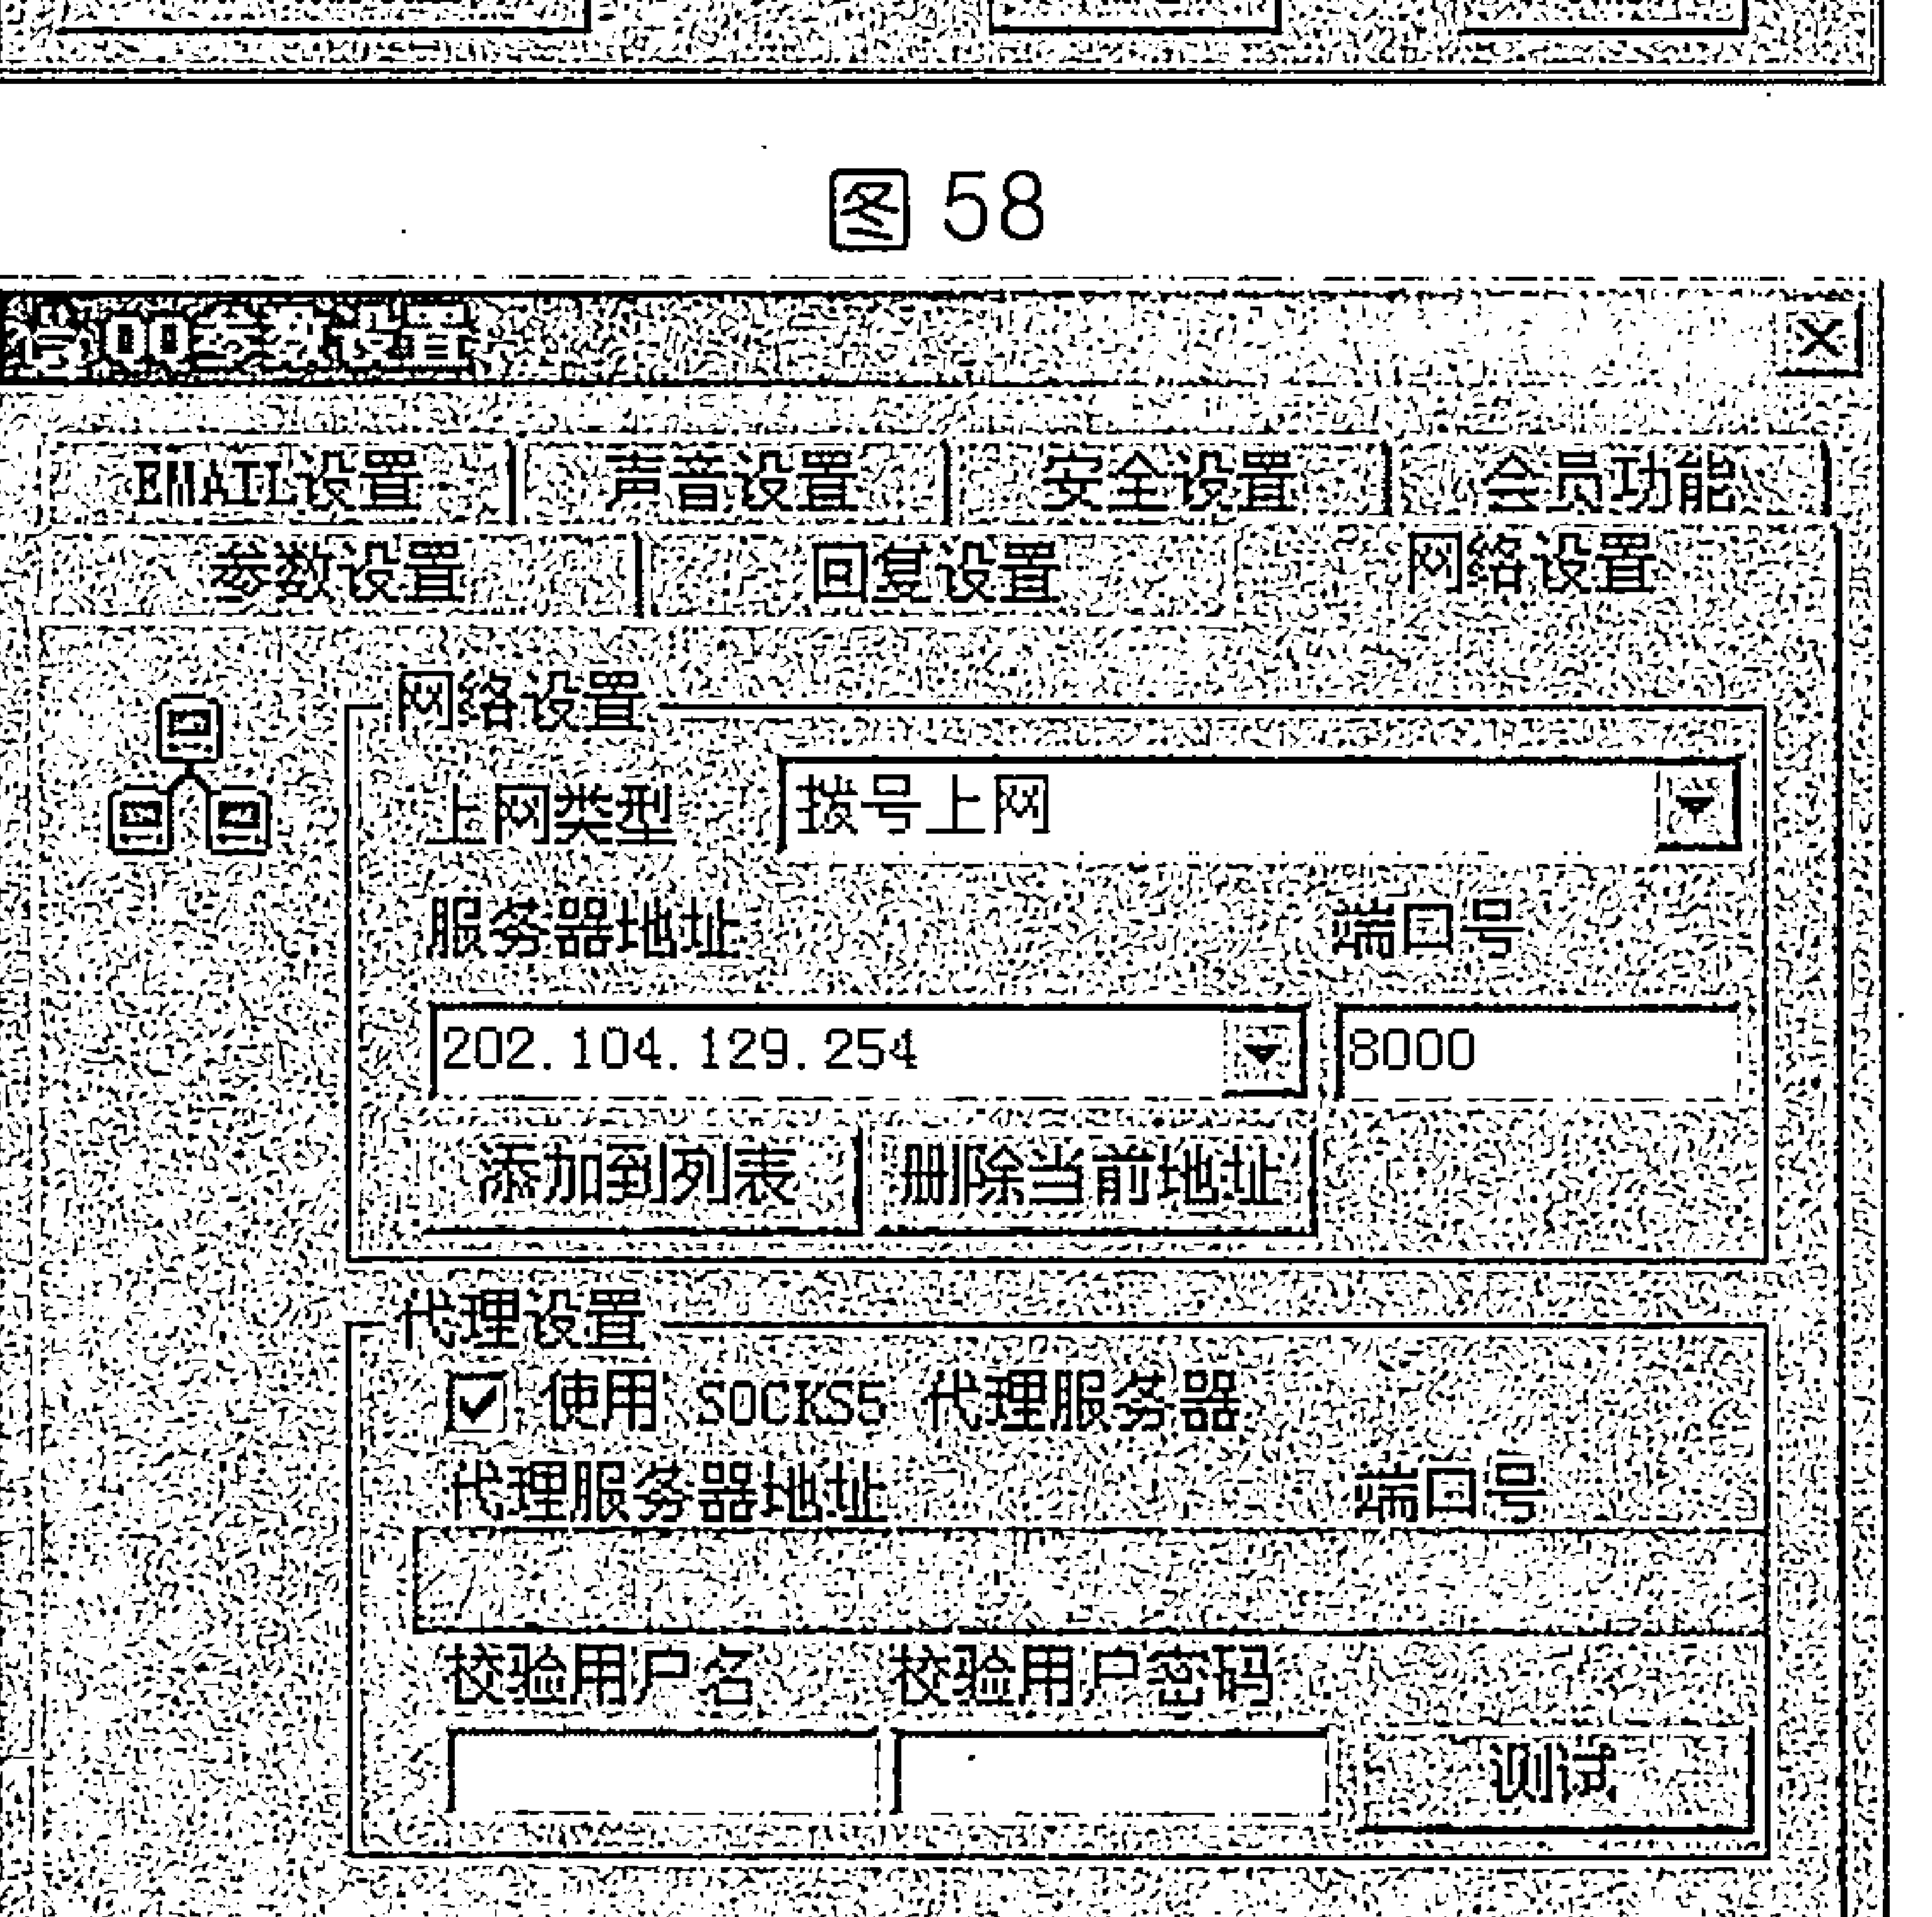 图 58
QQ参数设置
EMAIL设置 声音设置 安全设置 会员功能
参数设置 回复设置 网络设置
网络设置
上网类型 拨号上网
服务器地址 端口号
202.104.129.254 8000
添加到列表 删除当前地址
代理设置
使用 SOCKS5 代理服务器
代理服务器地址 端口号
校验用户名 校验用户密码
测试